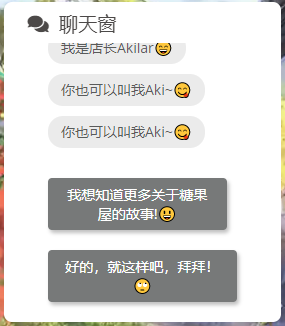 聊天窗
我是店长Akilar😄
你也可以叫我Aki~😋
你也可以叫我Aki~😋
我想知道更多关于糖果
屋的故事!😃
好的，就这样吧，拜拜！
🙄